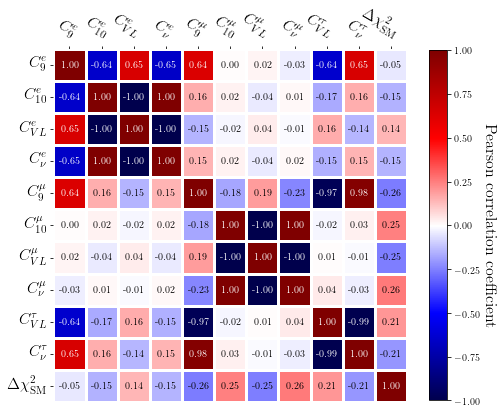 C_9^e C_10^e C_VL^e C_ν^e C_9^μ C_10^μ C_VL^μ C_ν^μ C_VL^τ C_ν^τ Δχ²_SM
C_9^e 1.00 -0.64 0.65 -0.65 0.64 0.00 0.02 -0.03 -0.64 0.65 -0.05
C_10^e -0.64 1.00 -1.00 1.00 0.16 0.02 -0.04 0.01 -0.17 0.16 -0.15
C_VL^e 0.65 -1.00 1.00 -1.00 -0.15 -0.02 0.04 -0.01 0.16 -0.14 0.14
C_ν^e -0.65 1.00 -1.00 1.00 0.15 0.02 -0.04 0.02 -0.15 0.15 -0.15
C_9^μ 0.64 0.16 -0.15 0.15 1.00 -0.18 0.19 -0.23 -0.97 0.98 -0.26
C_10^μ 0.00 0.02 -0.02 0.02 -0.18 1.00 -1.00 1.00 -0.02 0.03 0.25
C_VL^μ 0.02 -0.04 0.04 -0.04 0.19 -1.00 1.00 -1.00 0.01 -0.01 -0.25
C_ν^μ -0.03 0.01 -0.01 0.02 -0.23 1.00 -1.00 1.00 0.04 -0.03 0.26
C_VL^τ -0.64 -0.17 0.16 -0.15 -0.97 -0.02 0.01 0.04 1.00 -0.99 0.21
C_ν^τ 0.65 0.16 -0.14 0.15 0.98 0.03 -0.01 -0.03 -0.99 1.00 -0.21
Δχ²_SM -0.05 -0.15 0.14 -0.15 -0.26 0.25 -0.25 0.26 0.21 -0.21 1.00
1.00
0.75
0.50
0.25
0.00
−0.25
−0.50
−0.75
−1.00
Pearson correlation coefficient